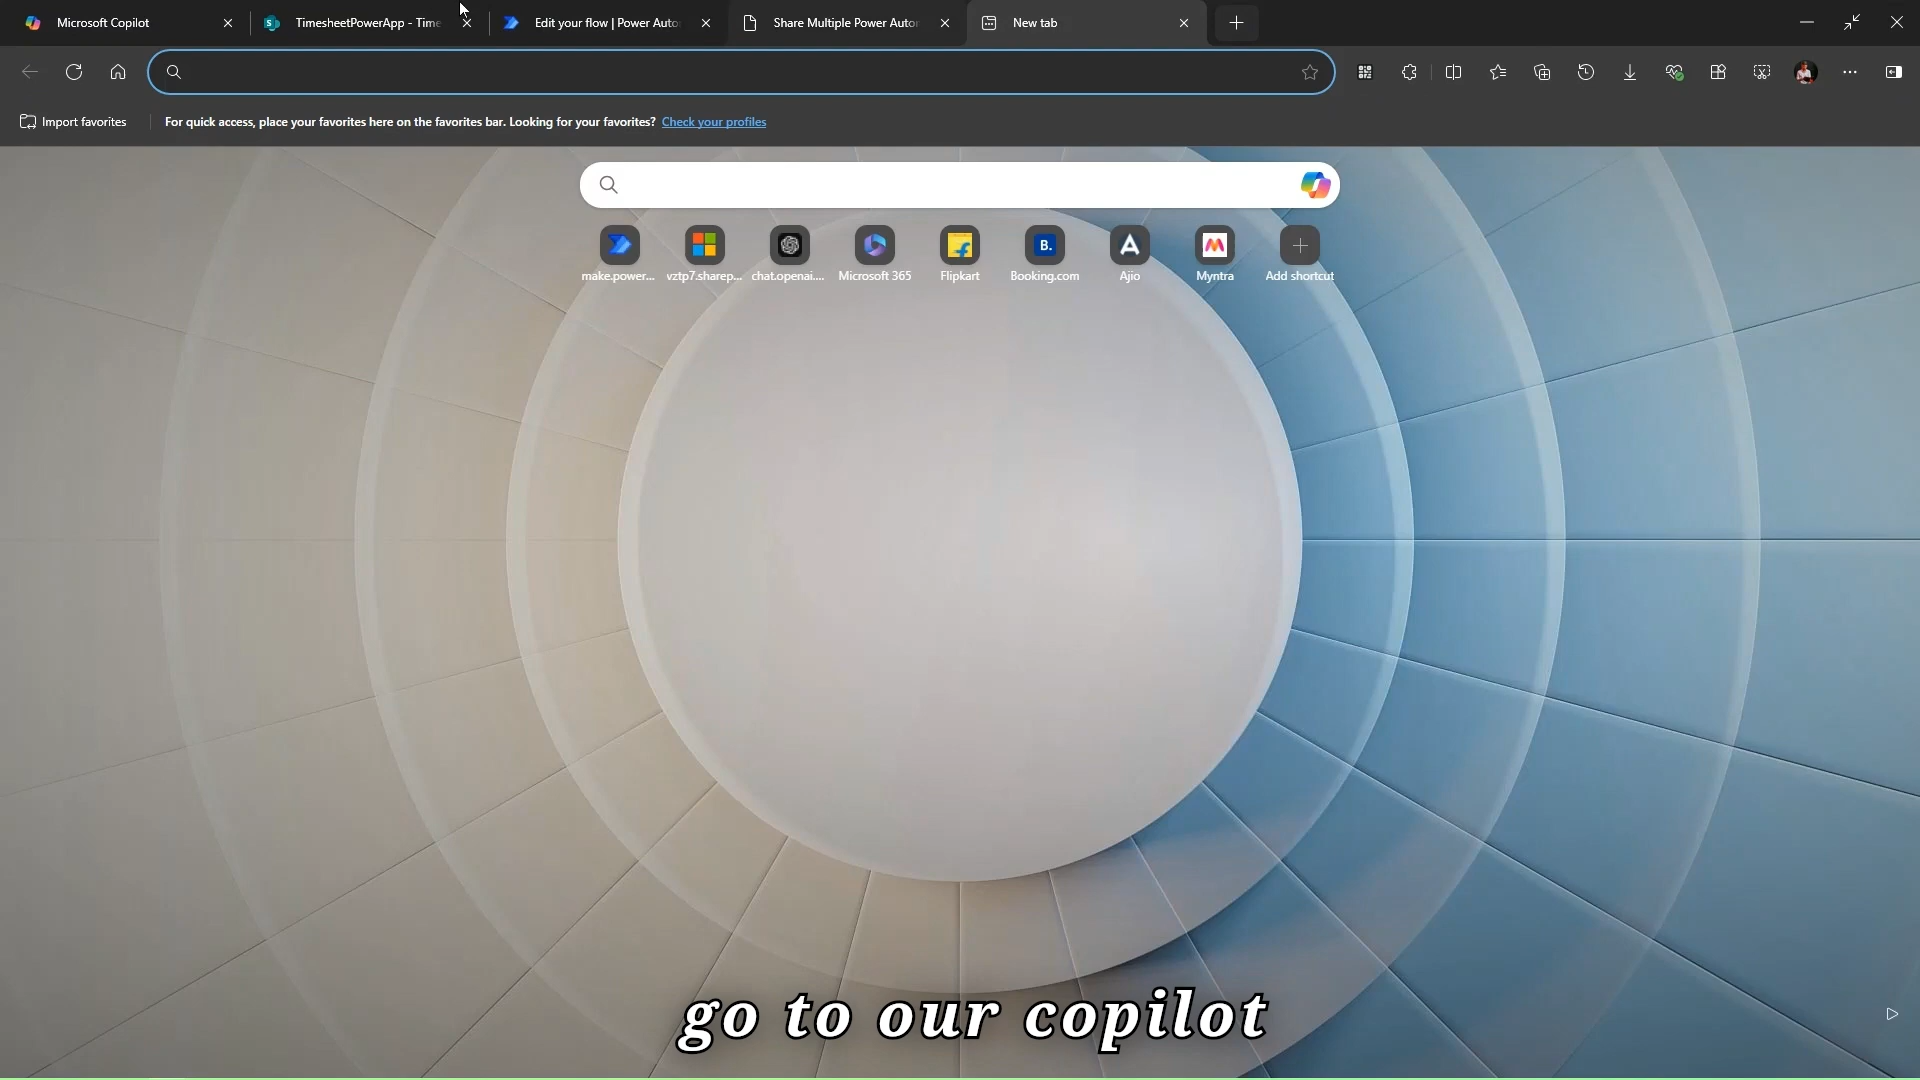 Microsoft Copilot
TimesheetPowerApp - Time
Edit your flow | Power Auto
Share Multiple Power Autor
New tab
Import favorites
For quick access, place your favorites here on the favorites bar. Looking for your favorites? Check your profiles
make.power...
vztp7.sharep...
chat.openai....
Microsoft 365
Flipkart
B.
Booking.com
Ajio
Myntra
Add shortcut
go to our copilot